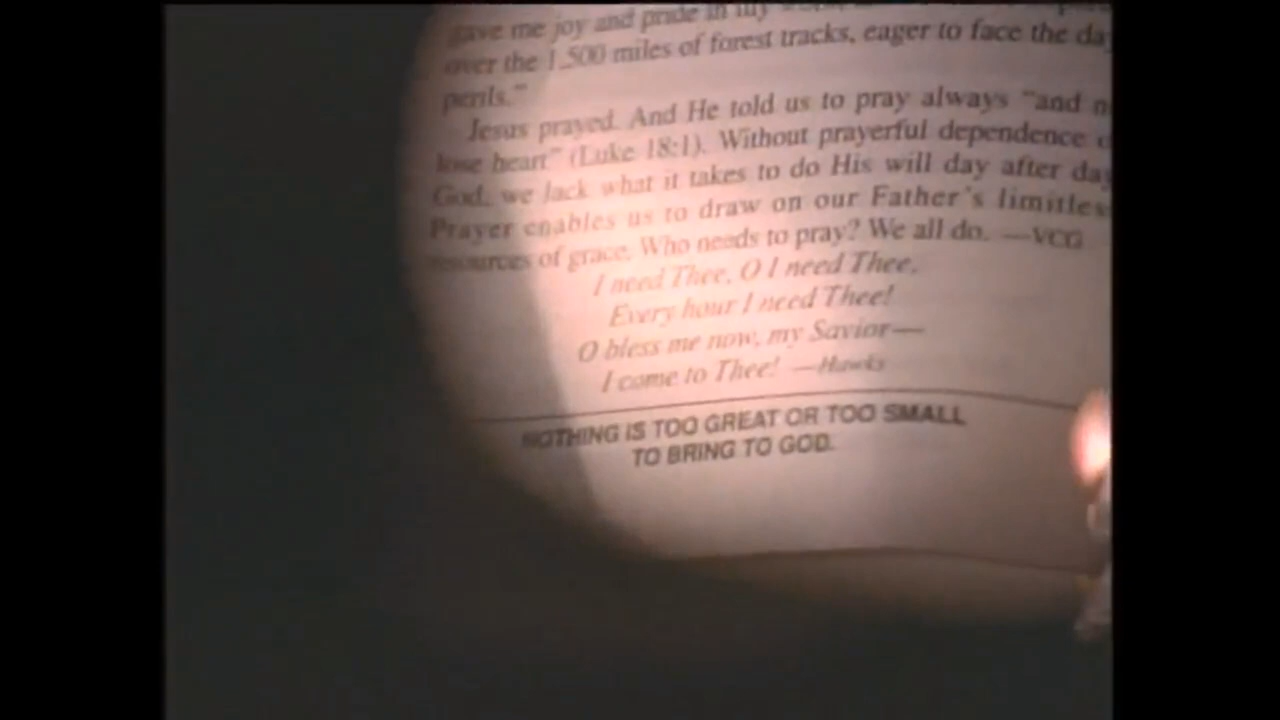 gave me joy and pride in my
over the 1,500 miles of forest tracks, eager to face the da
perils."
Jesus prayed. And He told us to pray always "and n
lose heart" (Luke 18:1). Without prayerful dependence o
God, we lack what it takes to do His will day after day
Prayer enables us to draw on our Father's limitles
resources of grace. Who needs to pray? We all do. —VCG
I need Thee, O I need Thee,
Every hour I need Thee!
O bless me now, my Savior—
I come to Thee! —Hawks
NOTHING IS TOO GREAT OR TOO SMALL
TO BRING TO GOD.